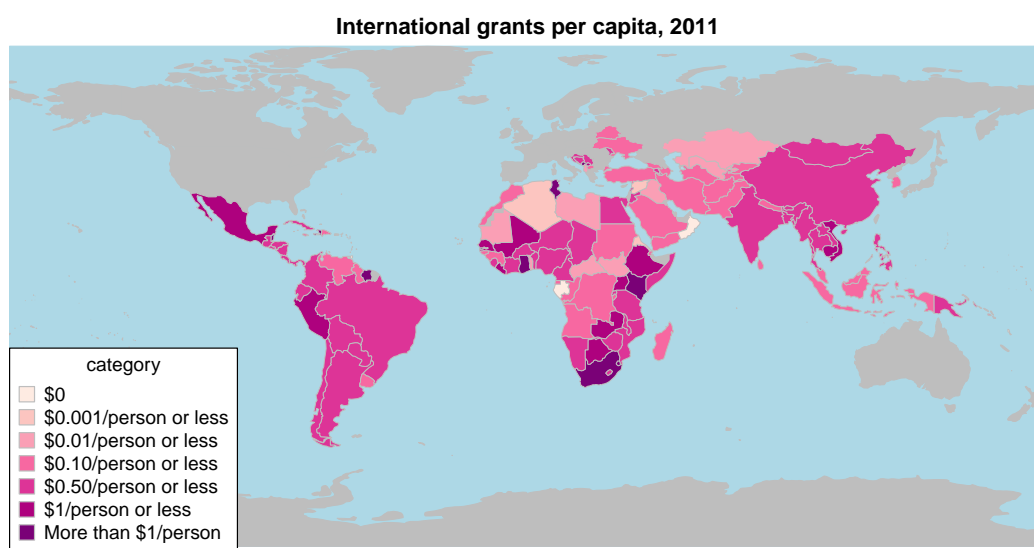 International grants per capita, 2011
category
$0
$0.001/person or less
$0.01/person or less
$0.10/person or less
$0.50/person or less
$1/person or less
More than $1/person